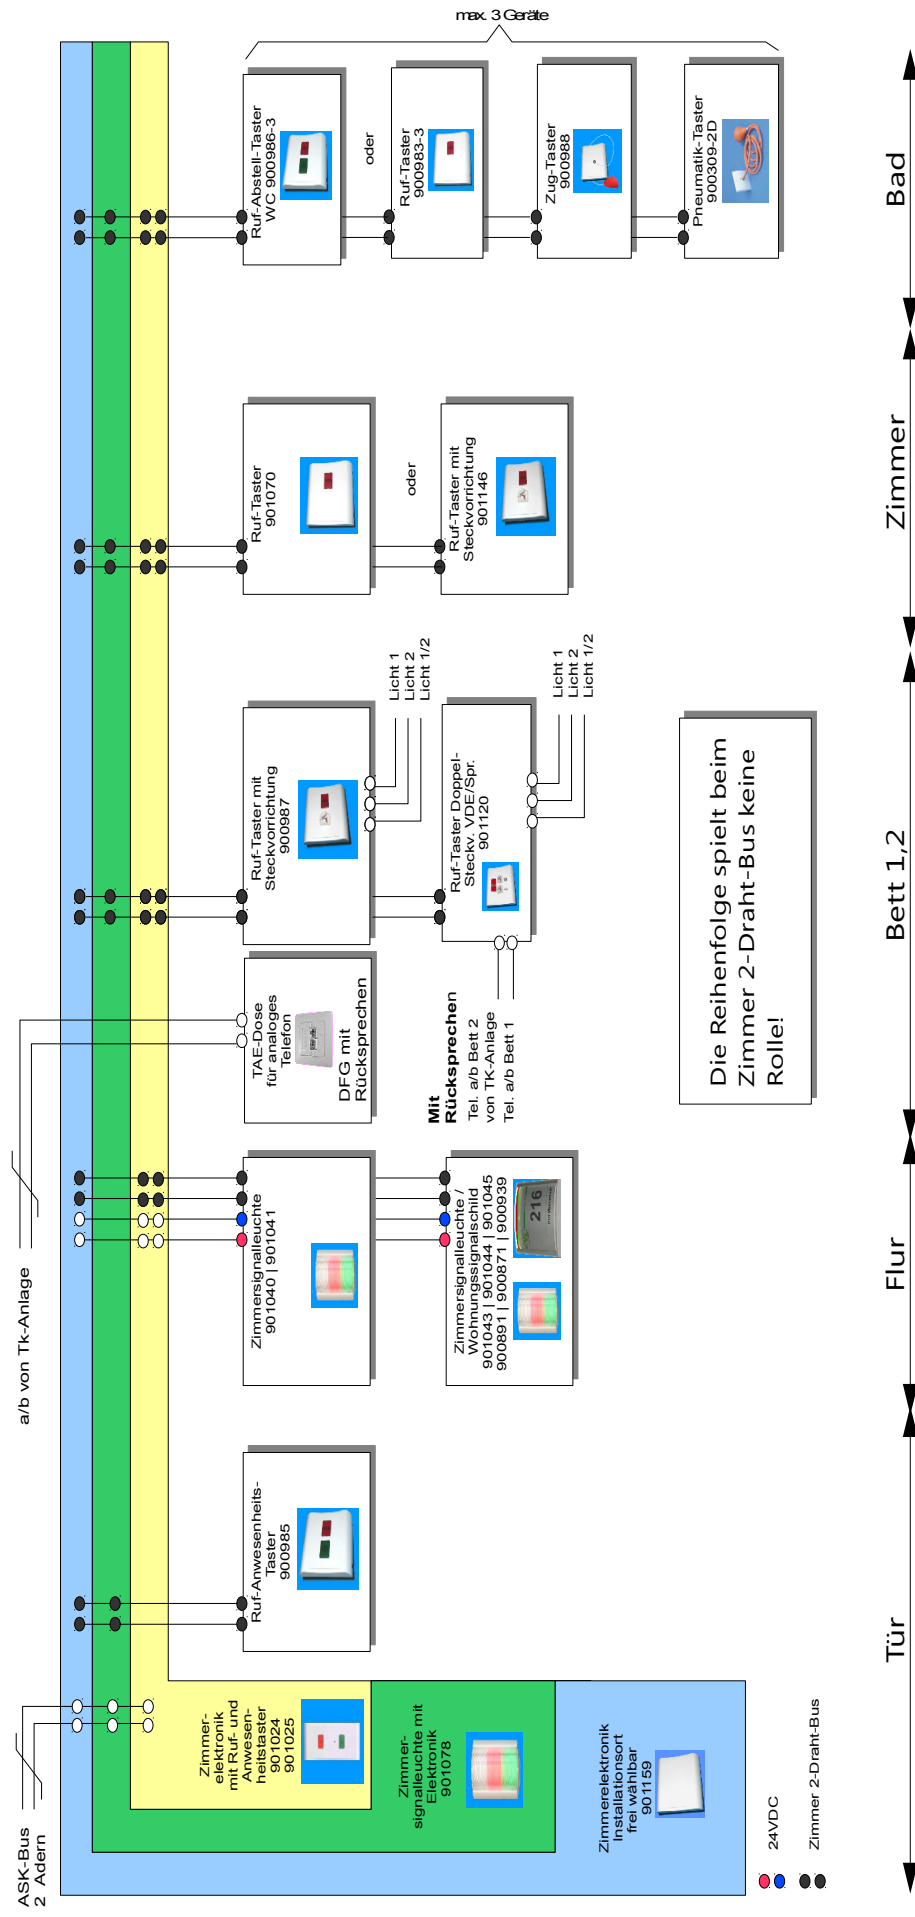 ASK-Bus
2 Adern
a/b von Tk-Anlage
Zimmer-
elektronik
mit Ruf- und
Anwesen-
heitstaster
901024
901025
Zimmer-
signalleuchte mit
Elektronik
901078
Zimmerelektronik
Installationsort
frei wählbar
901159
Ruf-Anwesenheits-
Taster
900985
Zimmersignalleuchte
901040 | 901041
Zimmersignalleuchte /
Wohnungssignalschild
901043 | 901044 | 901045
900891 | 900871 | 900939
216
TAE-Dose
für analoges
Telefon
DFG mit
Rücksprechen
Mit
Rücksprechen
Tel. a/b Bett 2
von TK-Anlage
Tel. a/b Bett 1
Ruf-Taster mit
Steckvorrichtung
900987
Licht 1
Licht 2
Licht 1/2
Ruf-Taster Doppel-
Steckv. VDE/Spr.
901120
Licht 1
Licht 2
Licht 1/2
Die Reihenfolge spielt beim
Zimmer 2-Draht-Bus keine
Rolle!
Ruf-Taster
901070
oder
Ruf-Taster mit
Steckvorrichtung
901146
max. 3 Geräte
Ruf-Abstell-Taster
WC 900986-3
oder
Ruf-Taster
900983-3
Zug-Taster
900988
Pneumatik-Taster
900309-2D
24VDC
Zimmer 2-Draht-Bus
Tür
Flur
Bett 1,2
Zimmer
Bad